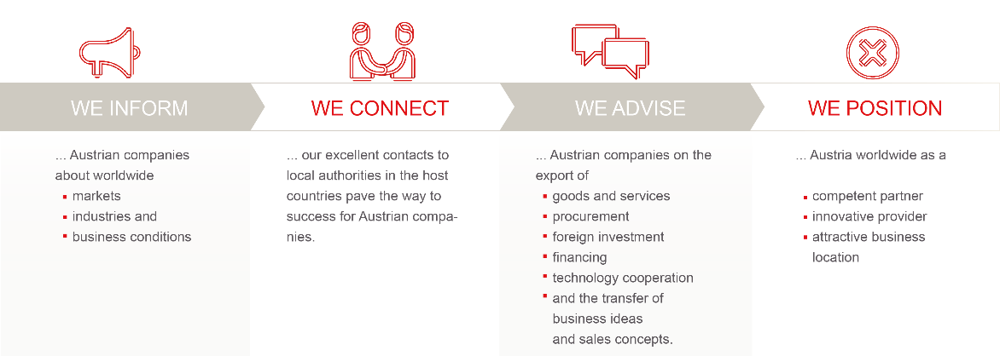 WE INFORM
... Austrian companies
about worldwide
▪ markets
▪ industries and
▪ business conditions
WE CONNECT
... our excellent contacts to
local authorities in the host
countries pave the way to
success for Austrian compa-
nies.
WE ADVISE
... Austrian companies on the
export of
▪ goods and services
▪ procurement
▪ foreign investment
▪ financing
▪ technology cooperation
▪ and the transfer of
business ideas
and sales concepts.
WE POSITION
... Austria worldwide as a
▪ competent partner
▪ innovative provider
▪ attractive business
location